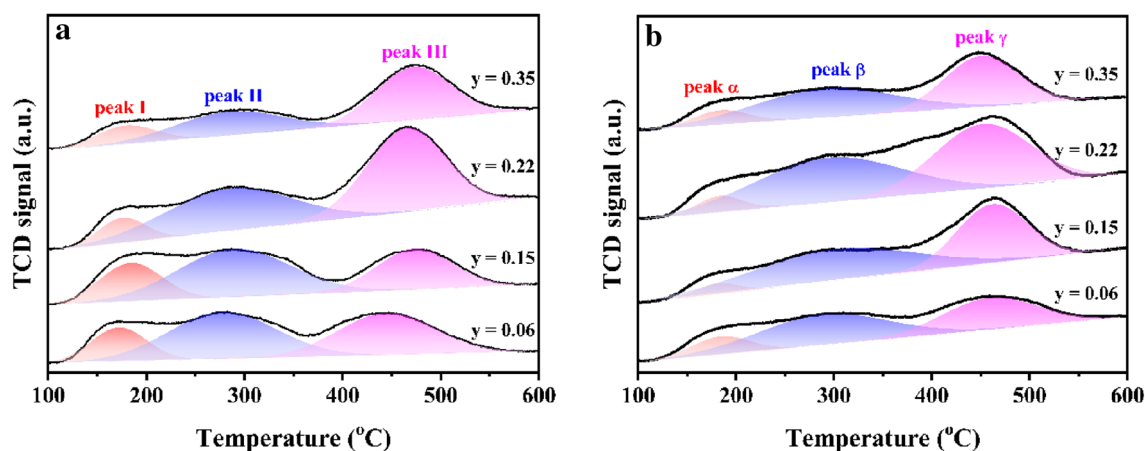 a
peak I
peak II
peak III
y = 0.35
y = 0.22
y = 0.15
y = 0.06
TCD signal (a.u.)
100 200 300 400 500 600
Temperature (°C)
b
peak α
peak β
peak γ
y = 0.35
y = 0.22
y = 0.15
y = 0.06
TCD signal (a.u.)
100 200 300 400 500 600
Temperature (°C)